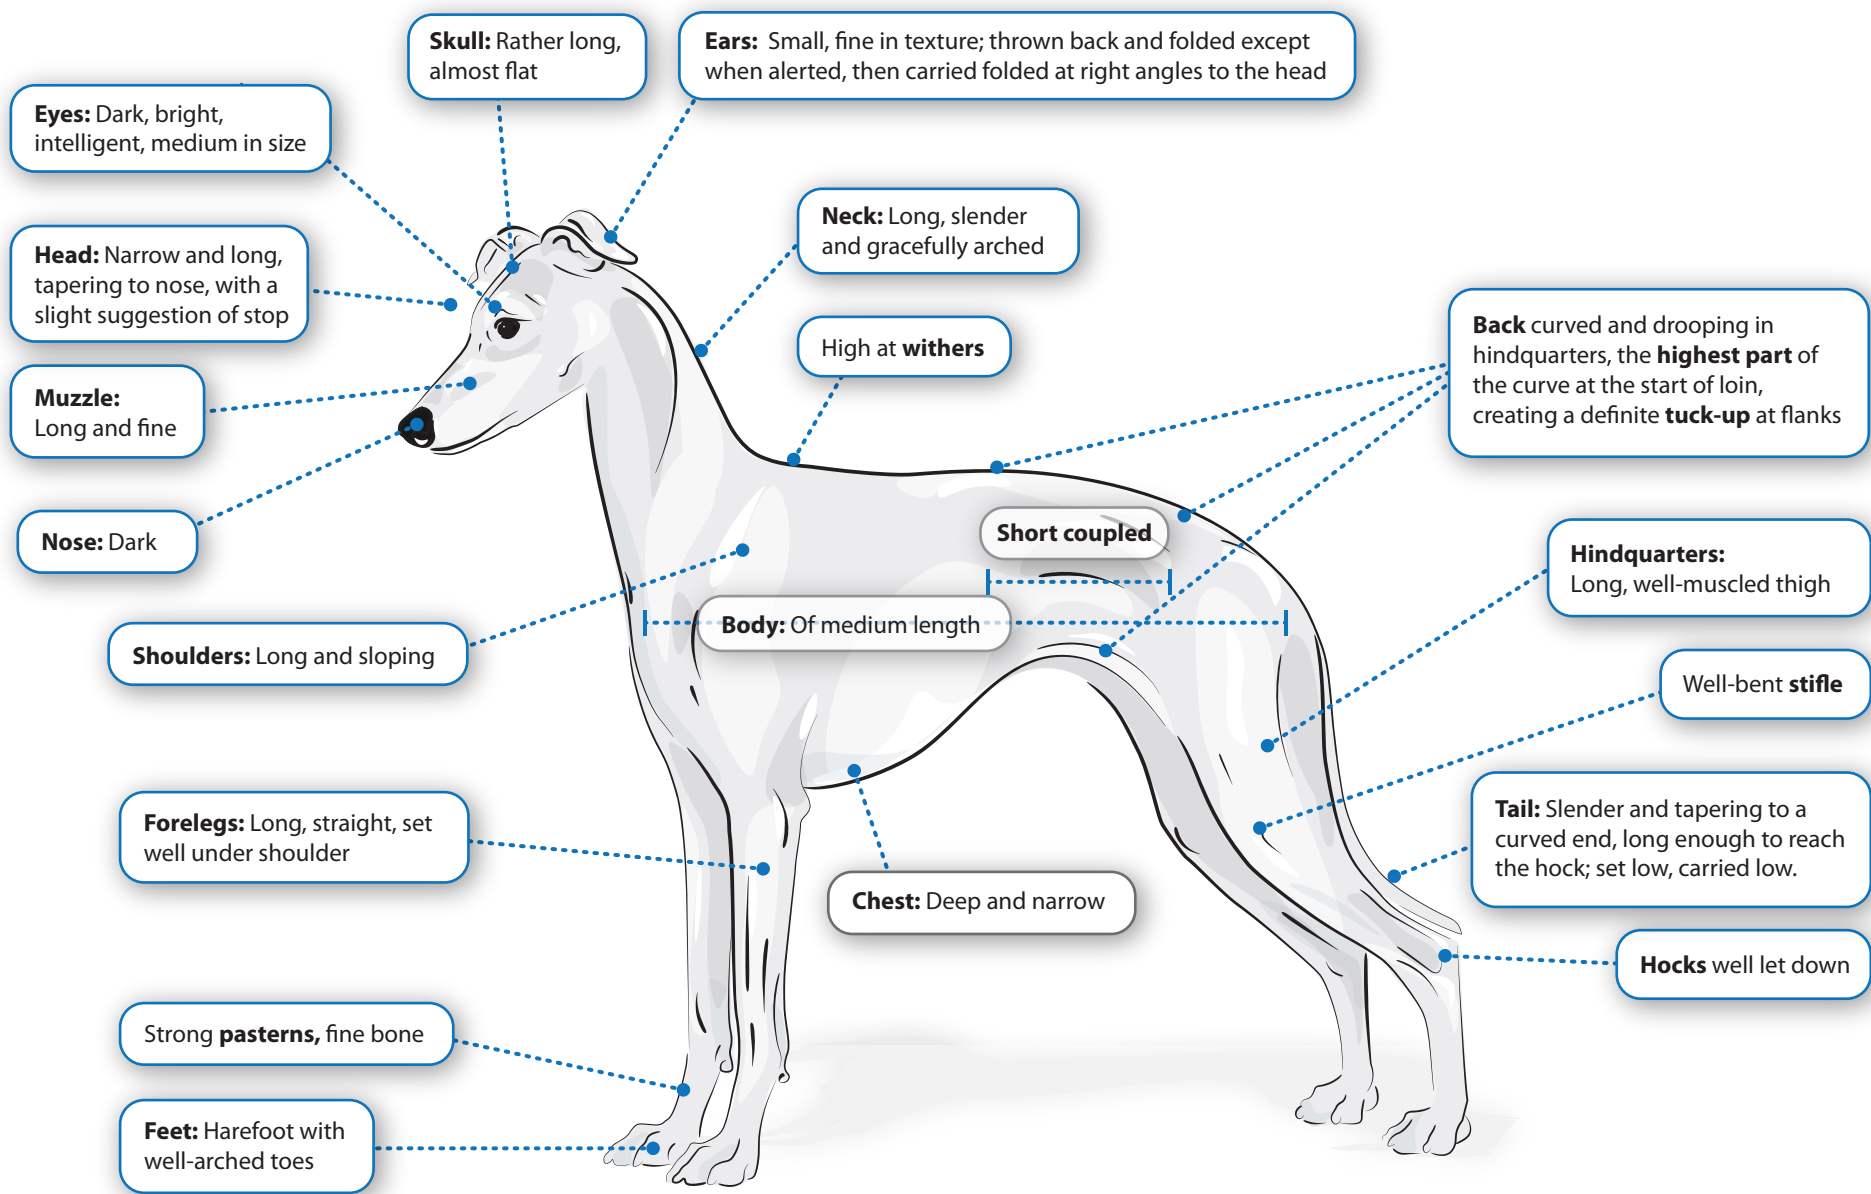 Skull: Rather long,
almost flat
Ears: Small, fine in texture; thrown back and folded except
when alerted, then carried folded at right angles to the head
Eyes: Dark, bright,
intelligent, medium in size
Neck: Long, slender
and gracefully arched
Head: Narrow and long,
tapering to nose, with a
slight suggestion of stop
High at withers
Back curved and drooping in
hindquarters, the highest part of
the curve at the start of loin,
creating a definite tuck-up at flanks
Muzzle:
Long and fine
Nose: Dark
Short coupled
Hindquarters:
Long, well-muscled thigh
Body: Of medium length
Shoulders: Long and sloping
Well-bent stifle
Forelegs: Long, straight, set
well under shoulder
Tail: Slender and tapering to a
curved end, long enough to reach
the hock; set low, carried low.
Chest: Deep and narrow
Hocks well let down
Strong pasterns, fine bone
Feet: Harefoot with
well-arched toes